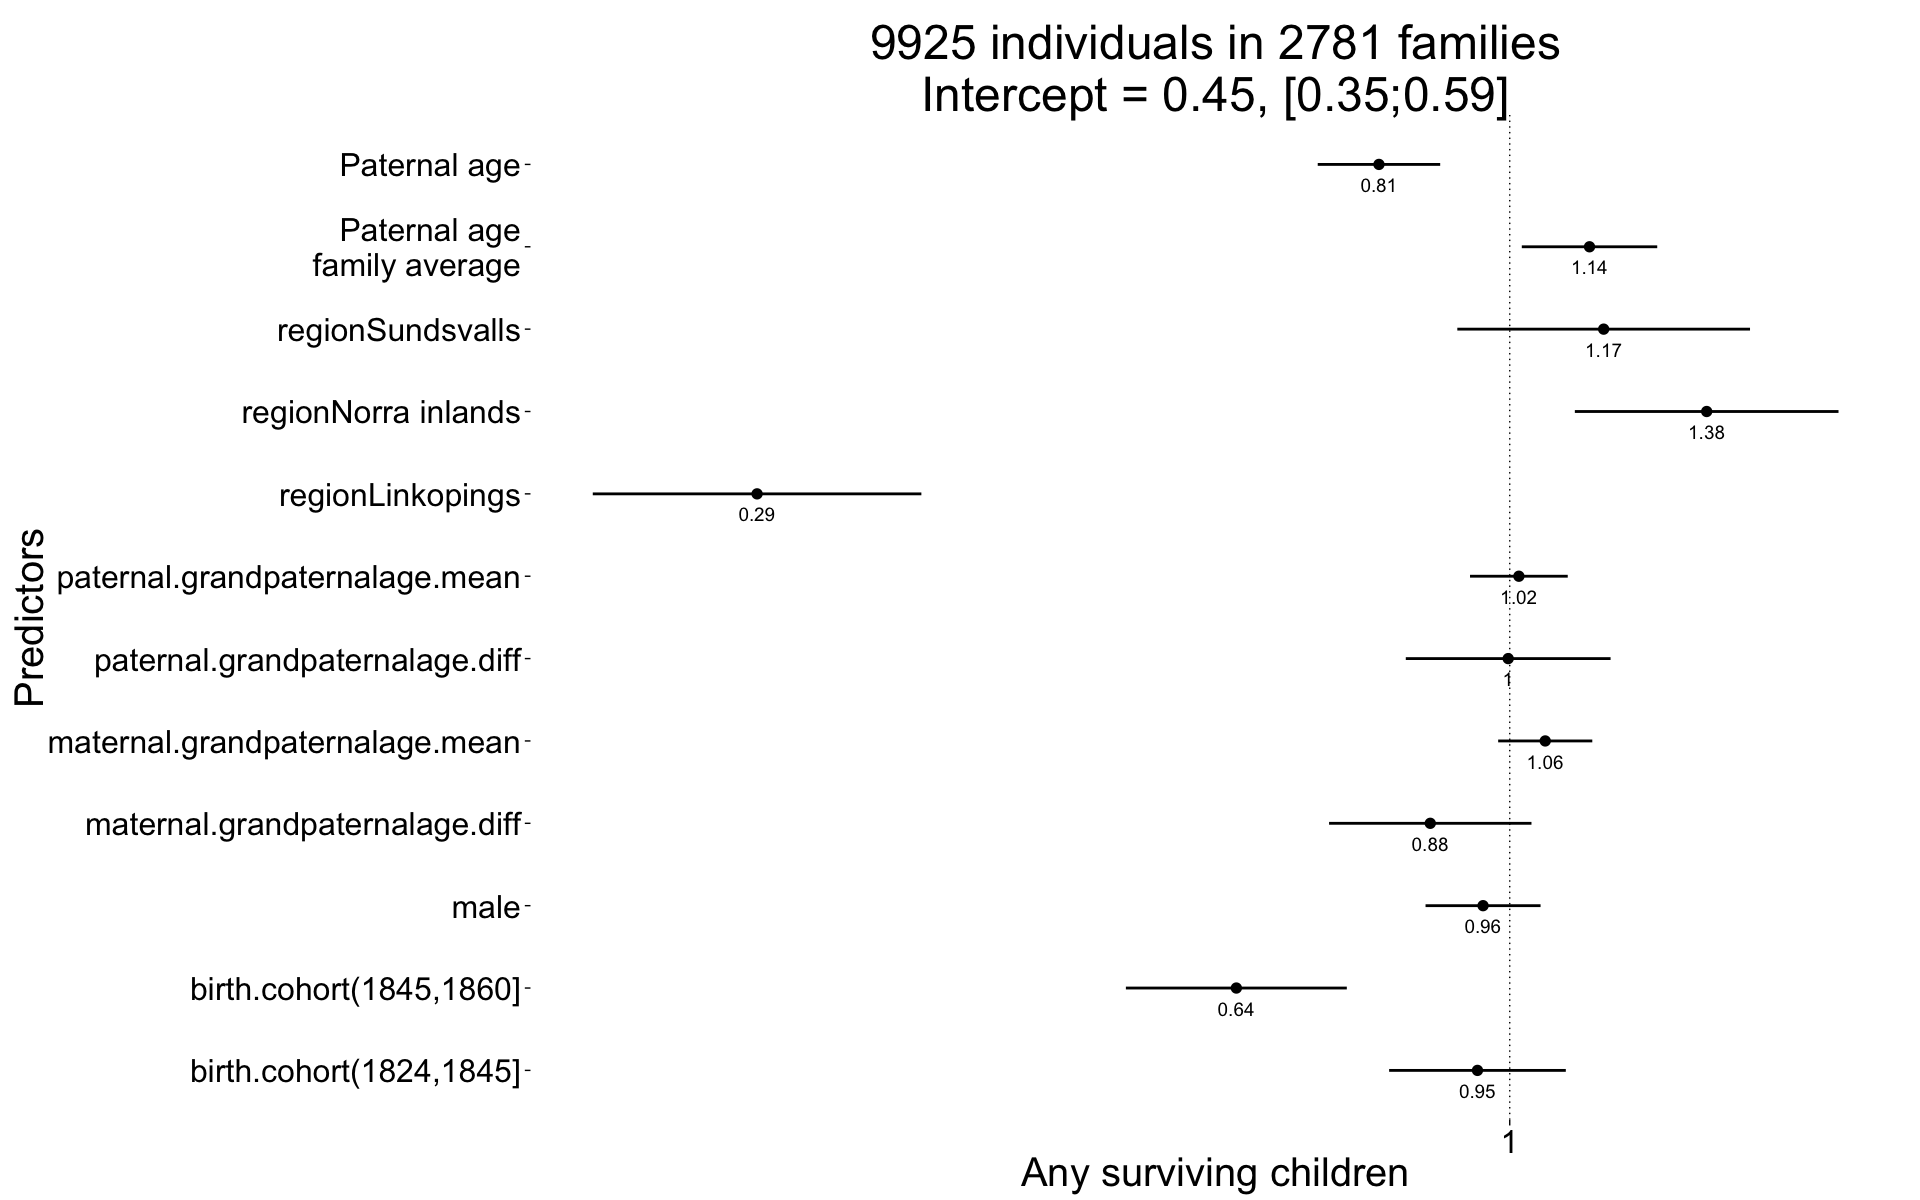 9925 individuals in 2781 families
Intercept = 0.45, [0.35;0.59]
Predictors
Paternal age
0.81
Paternal age
family average
1.14
regionSundsvalls
1.17
regionNorra inlands
1.38
regionLinkopings
0.29
paternal.grandpaternalage.mean
1.02
paternal.grandpaternalage.diff
1
maternal.grandpaternalage.mean
1.06
maternal.grandpaternalage.diff
0.88
male
0.96
birth.cohort(1845,1860]
0.64
birth.cohort(1824,1845]
0.95
1
Any surviving children